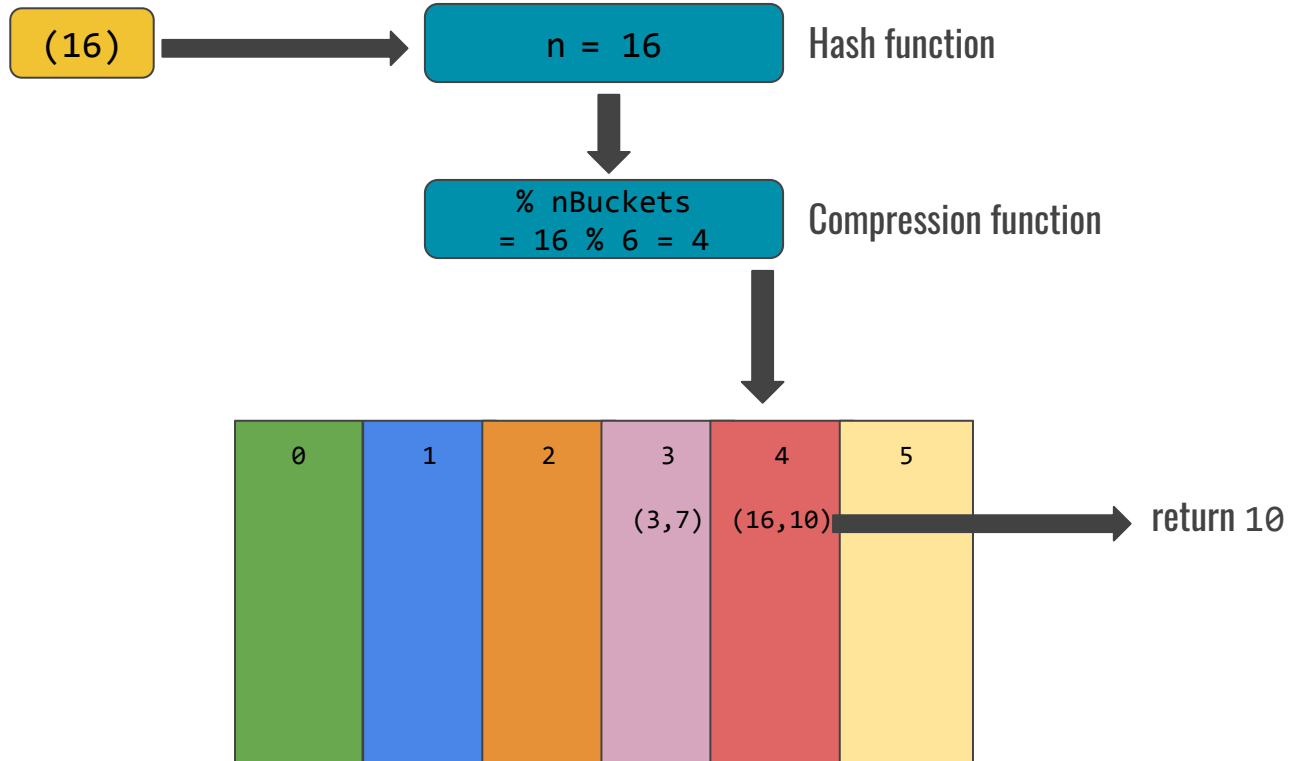 (16)
n = 16
Hash function
% nBuckets
= 16 % 6 = 4
Compression function
0 1 2 3 4 5
(3,7) (16,10)
return 10